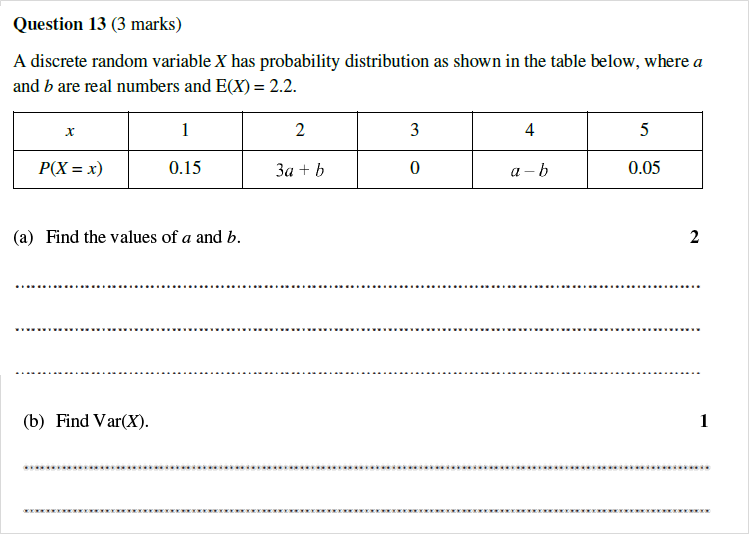 Question 13 (3 marks)
A discrete random variable X has probability distribution as shown in the table below, where a
and b are real numbers and E(X) = 2.2.
x 1 2 3 4 5
P(X = x) 0.15 3a + b 0 a – b 0.05
(a) Find the values of a and b. 2
(b) Find Var(X). 1